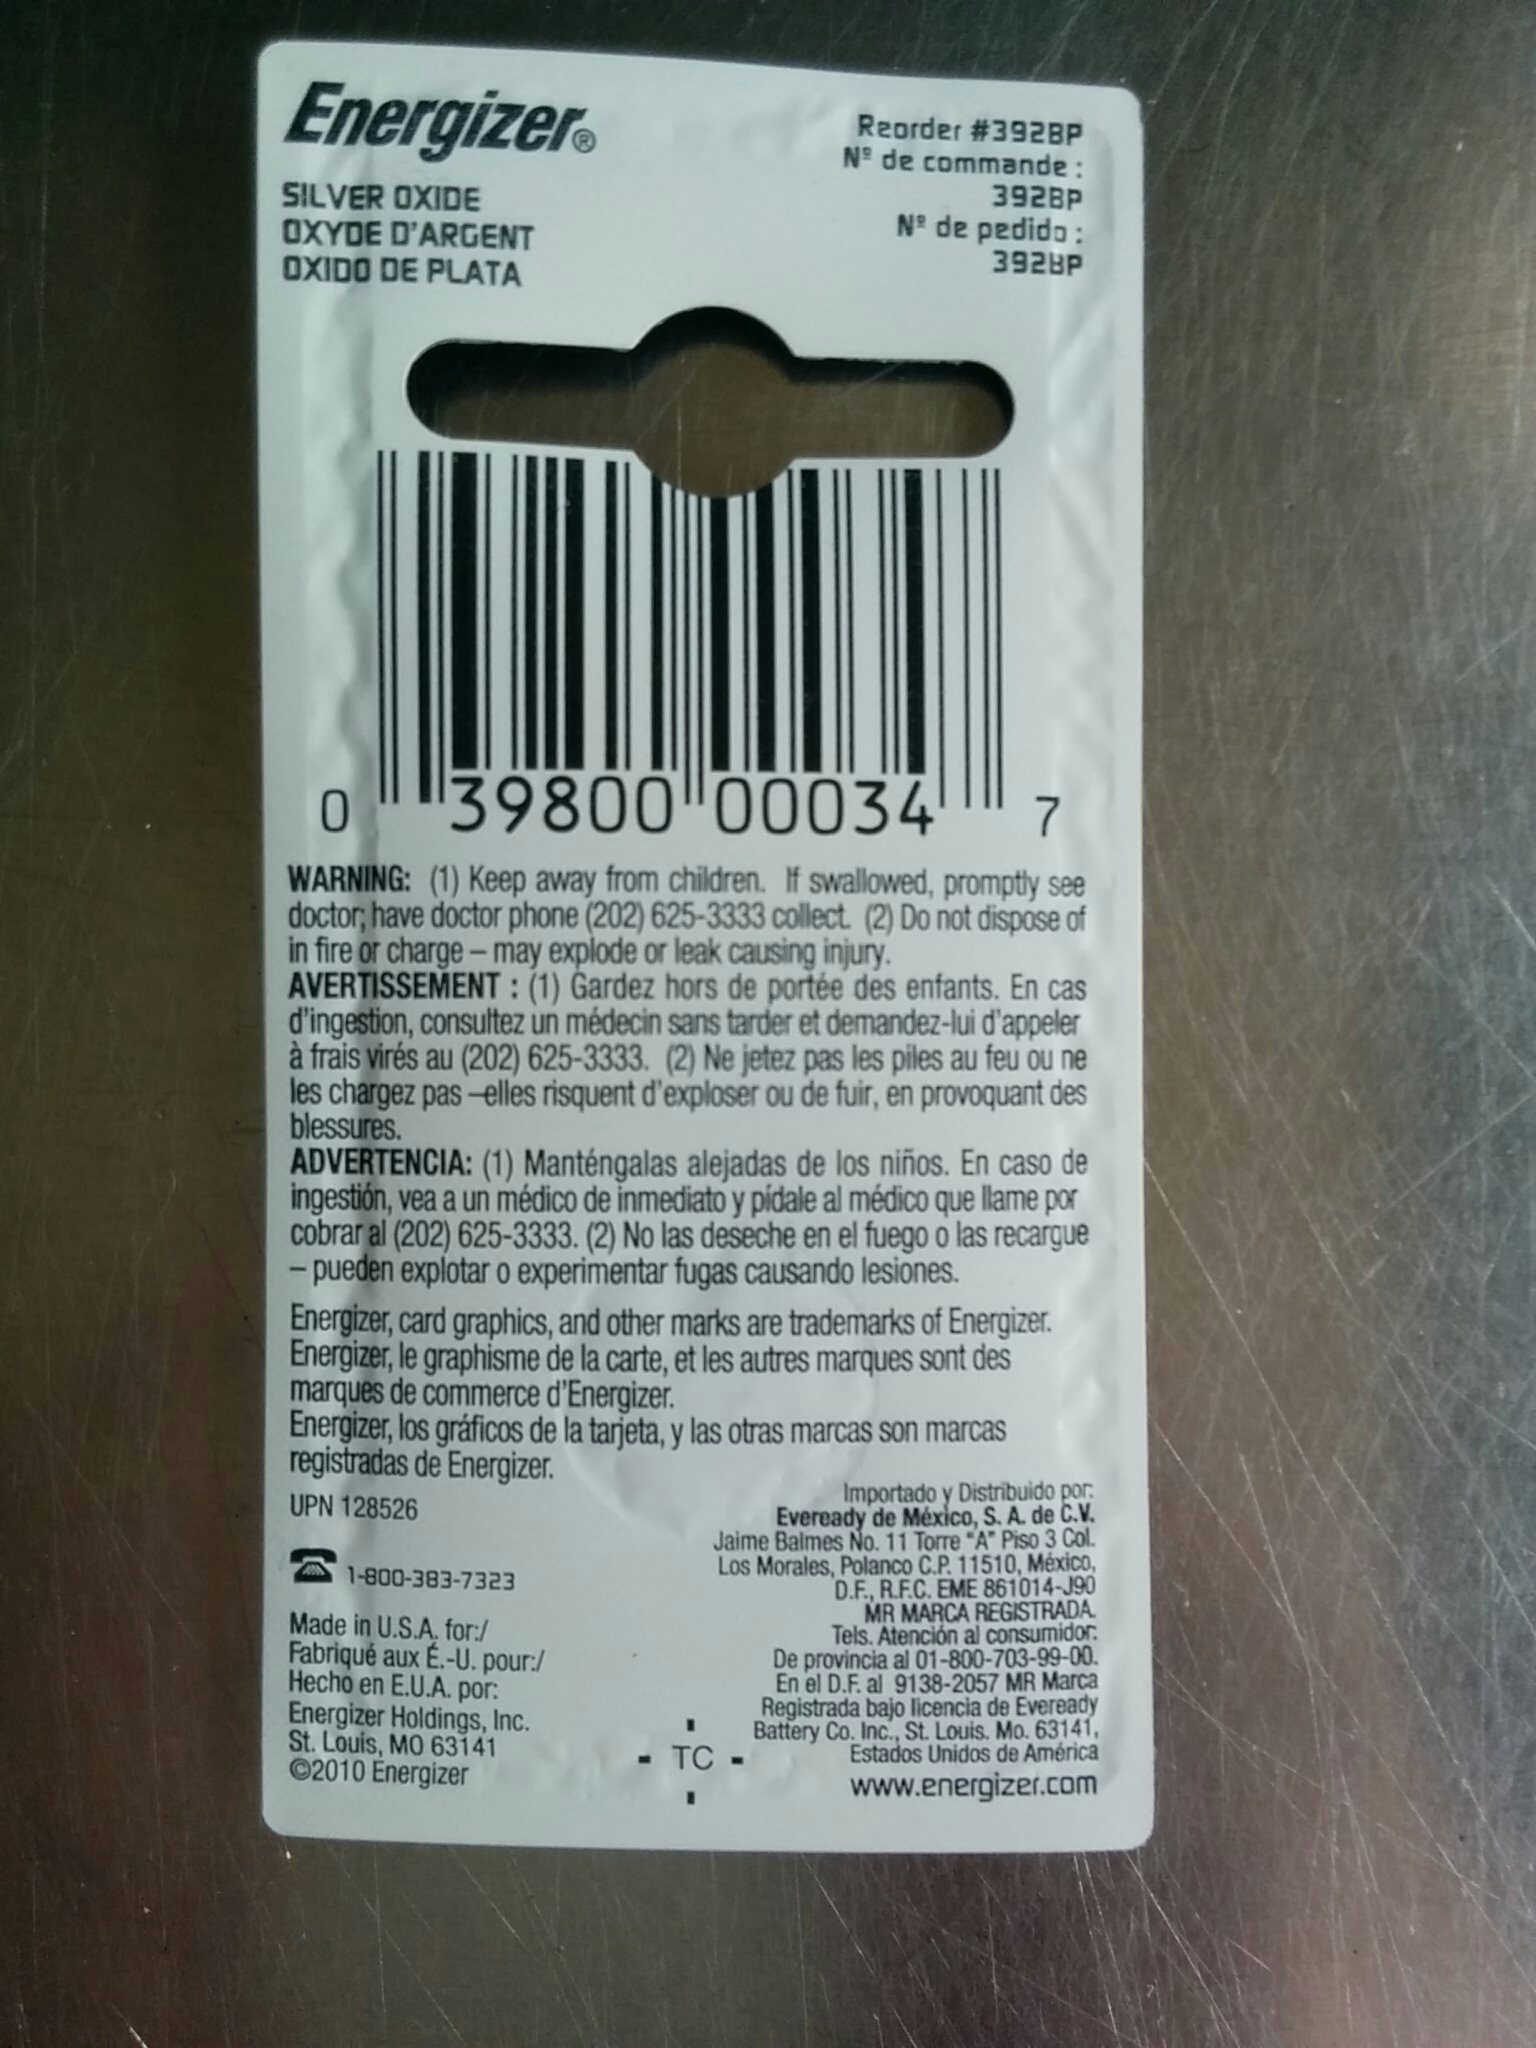 Energizer®
SILVER OXIDE
OXYDE D'ARGENT
OXIDO DE PLATA
Reorder #392BP
Nº de commande :
392BP
Nº de pedido :
392BP
0 39800 00034 7
WARNING: (1) Keep away from children. If swallowed, promptly see
doctor; have doctor phone (202) 625-3333 collect. (2) Do not dispose of
in fire or charge – may explode or leak causing injury.
AVERTISSEMENT : (1) Gardez hors de portée des enfants. En cas
d'ingestion, consultez un médecin sans tarder et demandez-lui d'appeler
à frais virés au (202) 625-3333. (2) Ne jetez pas les piles au feu ou ne
les chargez pas –elles risquent d'exploser ou de fuir, en provoquant des
blessures.
ADVERTENCIA: (1) Manténgalas alejadas de los niños. En caso de
ingestión, vea a un médico de inmediato y pídale al médico que llame por
cobrar al (202) 625-3333. (2) No las deseche en el fuego o las recargue
– pueden explotar o experimentar fugas causando lesiones.
Energizer, card graphics, and other marks are trademarks of Energizer.
Energizer, le graphisme de la carte, et les autres marques sont des
marques de commerce d'Energizer.
Energizer, los gráficos de la tarjeta, y las otras marcas son marcas
registradas de Energizer.
UPN 128526
1-800-383-7323
Made in U.S.A. for:/
Fabriqué aux É.-U. pour:/
Hecho en E.U.A. por:
Energizer Holdings, Inc.
St. Louis, MO 63141
©2010 Energizer
- TC -
Importado y Distribuido por:
Eveready de México, S. A. de C.V.
Jaime Balmes No. 11 Torre "A" Piso 3 Col.
Los Morales, Polanco C.P. 11510, México,
D.F., R.F.C. EME 861014-J90
MR MARCA REGISTRADA.
Tels. Atención al consumidor:
De provincia al 01-800-703-99-00.
En el D.F. al 9138-2057 MR Marca
Registrada bajo licencia de Eveready
Battery Co. Inc., St. Louis. Mo. 63141,
Estados Unidos de América
www.energizer.com